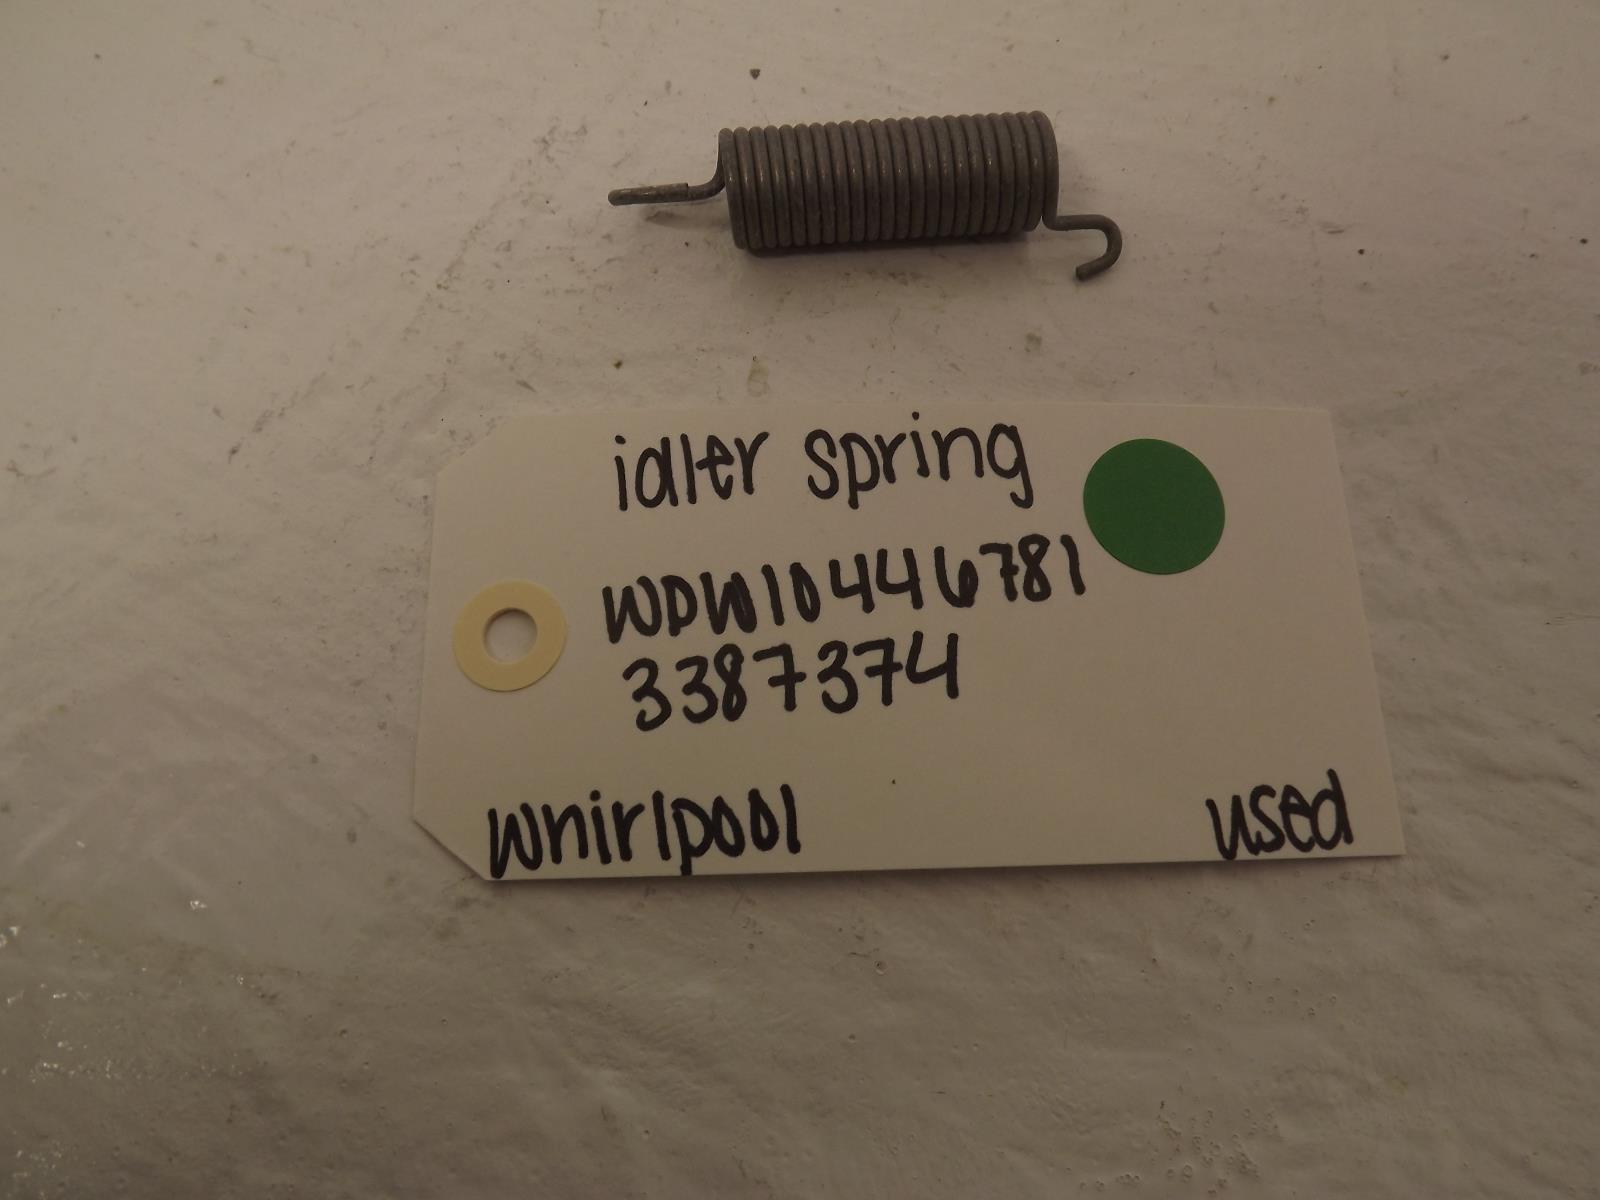 idler spring
WPW10446781
3387374
Whirlpool
used